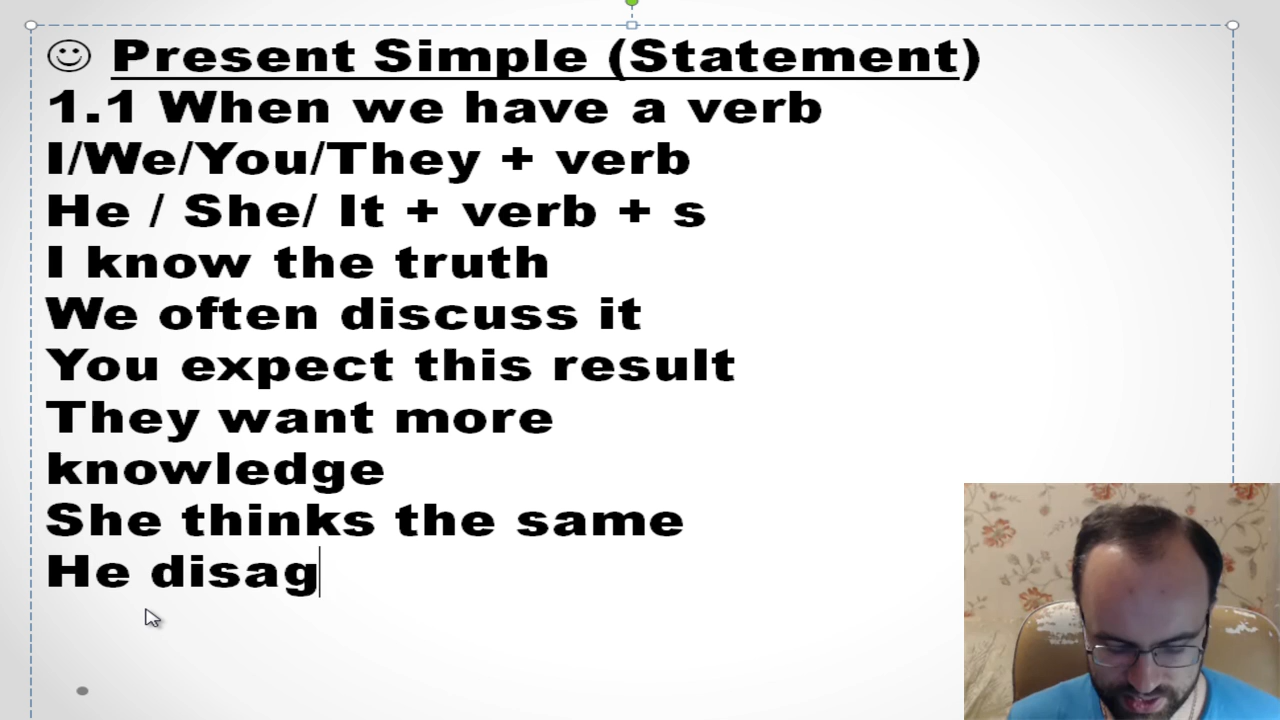 ☺ Present Simple (Statement)
1.1 When we have a verb
I/We/You/They + verb
He / She/ It + verb + s
I know the truth
We often discuss it
You expect this result
They want more
knowledge
She thinks the same
He disag